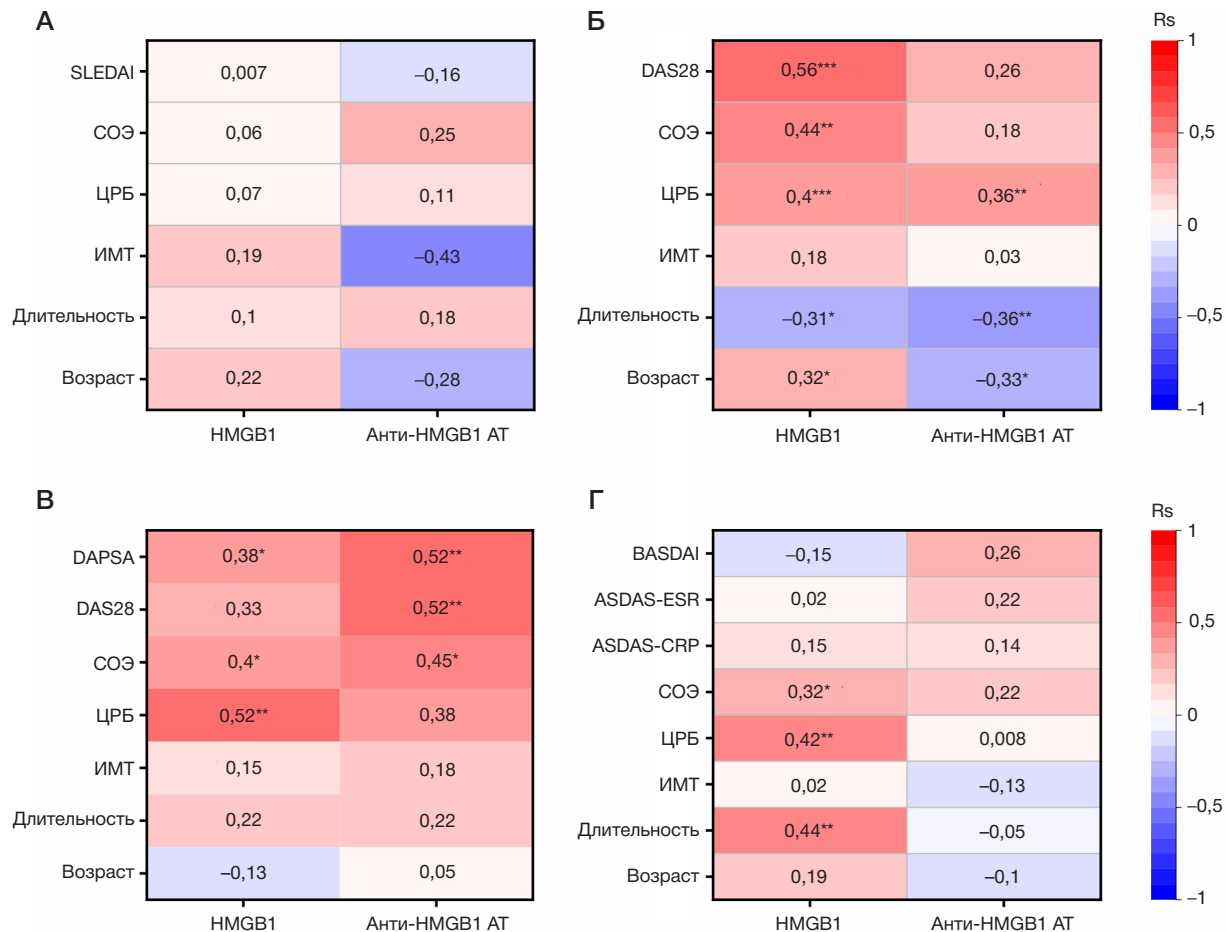 А
SLEDAI 0,007 –0,16
СОЭ 0,06 0,25
ЦРБ 0,07 0,11
ИМТ 0,19 –0,43
Длительность 0,1 0,18
Возраст 0,22 –0,28
HMGB1 Анти-HMGB1 АТ
Б
DAS28 0,56*** 0,26
СОЭ 0,44** 0,18
ЦРБ 0,4*** 0,36**
ИМТ 0,18 0,03
Длительность –0,31* –0,36**
Возраст 0,32* –0,33*
HMGB1 Анти-HMGB1 АТ
Rs
1
0,5
0
–0,5
–1
В
DAPSA 0,38* 0,52**
DAS28 0,33 0,52**
СОЭ 0,4* 0,45*
ЦРБ 0,52** 0,38
ИМТ 0,15 0,18
Длительность 0,22 0,22
Возраст –0,13 0,05
HMGB1 Анти-HMGB1 АТ
Г
BASDAI –0,15 0,26
ASDAS-ESR 0,02 0,22
ASDAS-CRP 0,15 0,14
СОЭ 0,32* 0,22
ЦРБ 0,42** 0,008
ИМТ 0,02 –0,13
Длительность 0,44** –0,05
Возраст 0,19 –0,1
HMGB1 Анти-HMGB1 АТ
Rs
1
0,5
0
–0,5
–1